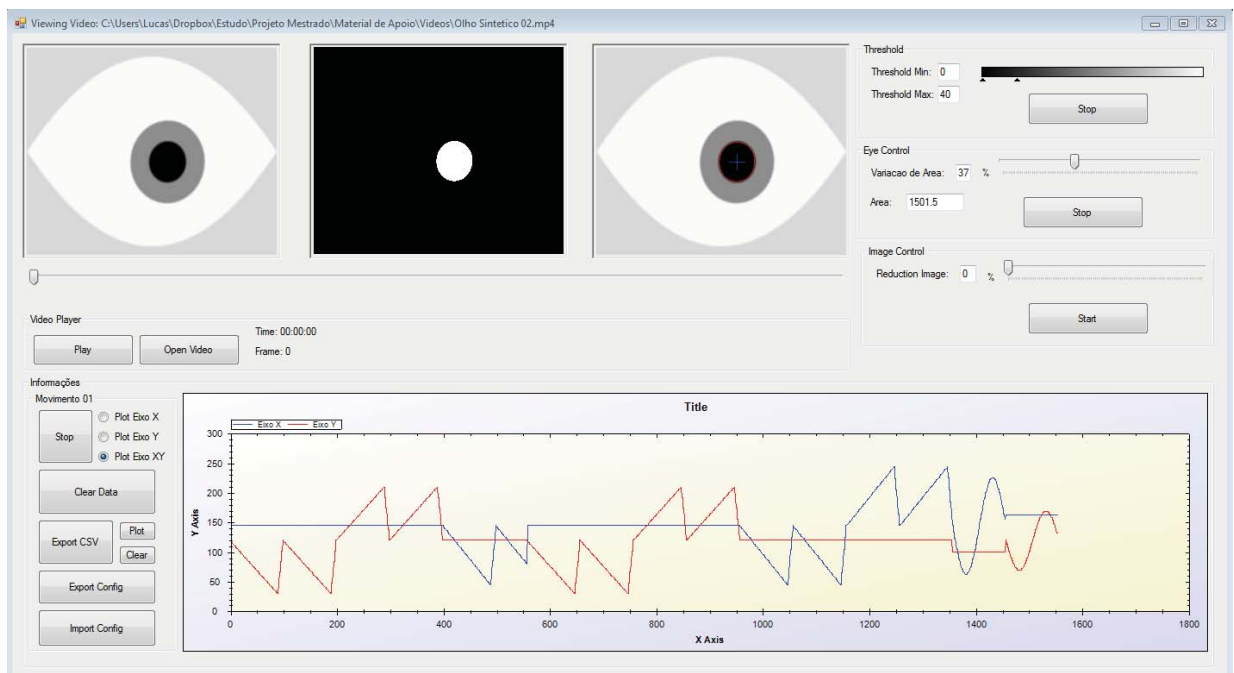 Viewing Video: C:\Users\Lucas\Dropbox\Estudo\Projeto Mestrado\Material de Apoio\Videos\Olho Sintetico 02.mp4
Threshold
Threshold Min: 0
Threshold Max: 40
Stop
Eye Control
Variacao de Area: 37 %
Area: 1501.5
Stop
Image Control
Reduction Image: 0 %
Start
Video Player
Play
Open Video
Time: 00:00:00
Frame: 0
Informações
Movimento 01
Stop
Plot Eixo X
Plot Eixo Y
Plot Eixo XY
Clear Data
Export CSV
Plot
Clear
Export Config
Import Config
Title
Eixo X Eixo Y
Y Axis
300
250
200
150
100
50
0
0 200 400 600 800 1000 1200 1400 1600 1800
X Axis